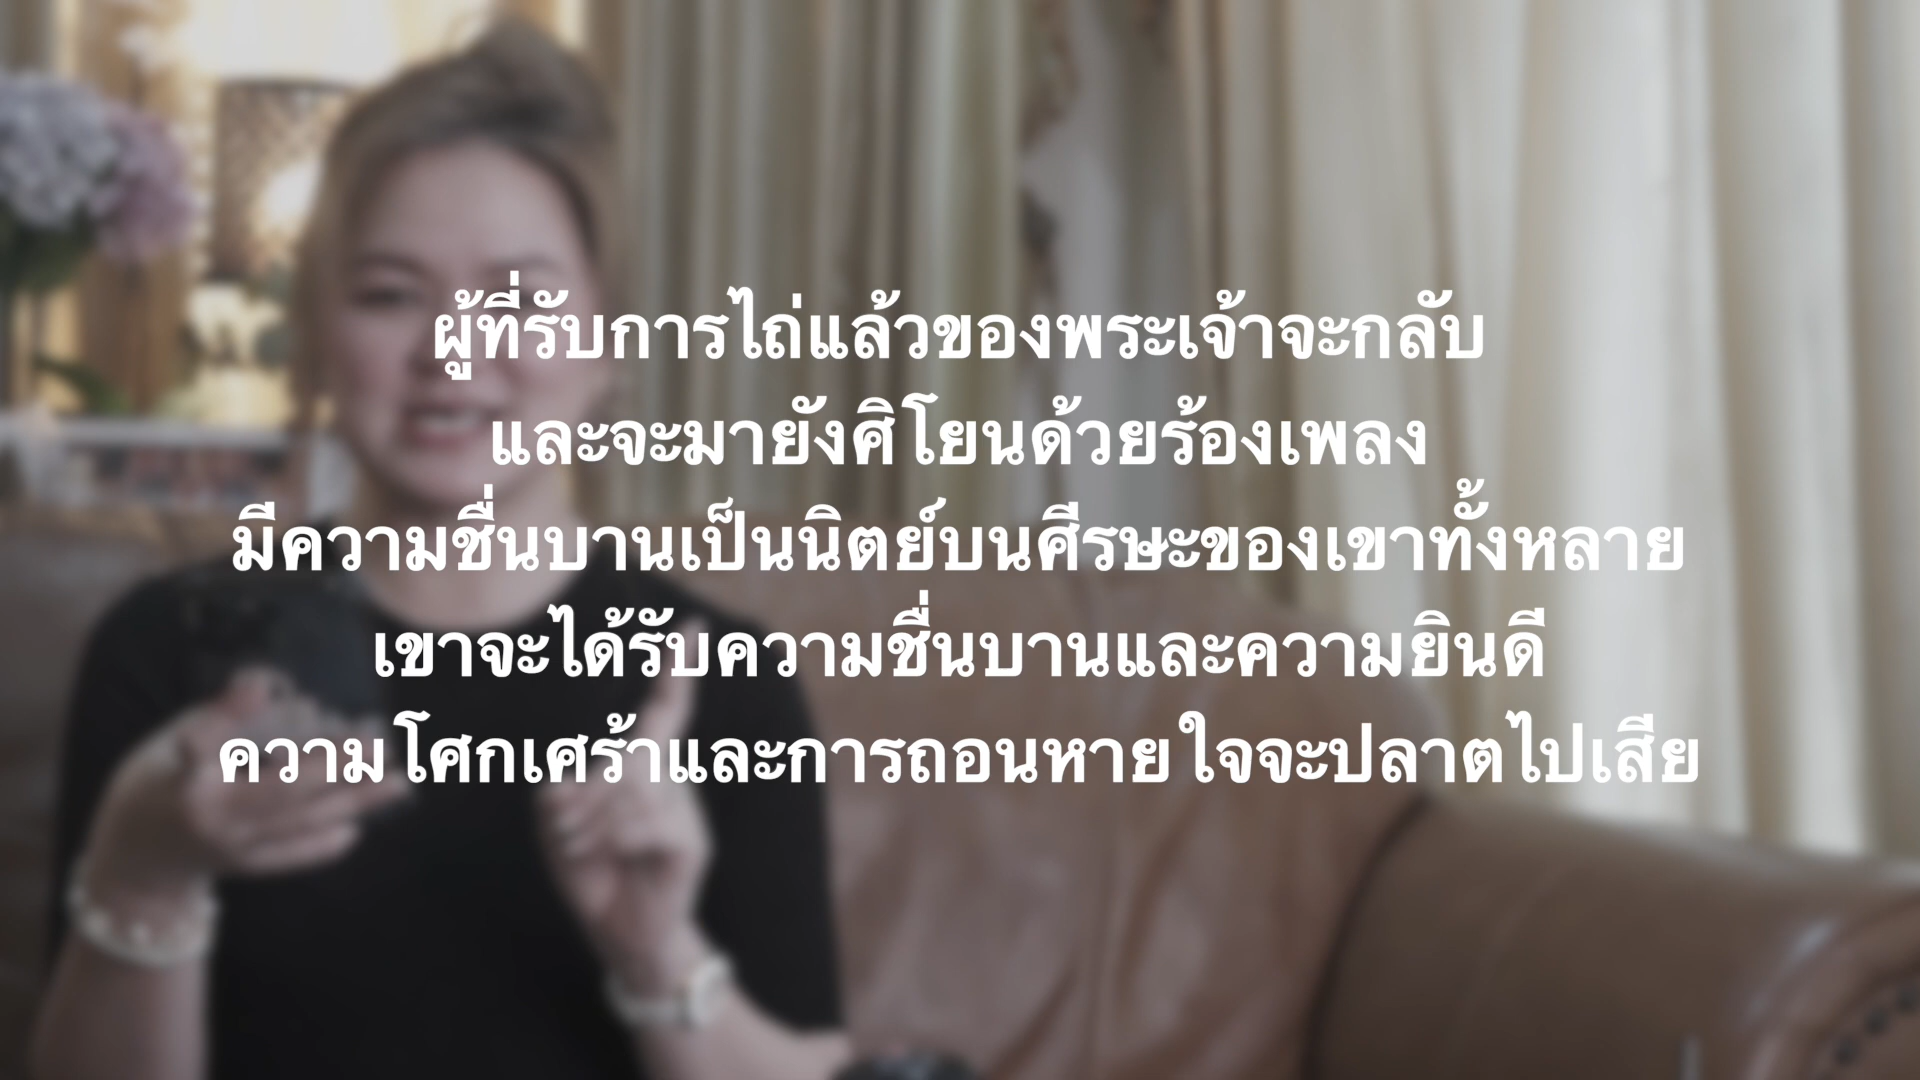 ผู้ที่รับการไถ่แล้วของพระเจ้าจะกลับ
และจะมายังศิโยนด้วยร้องเพลง
มีความชื่นบานเป็นนิตย์บนศีรษะของเขาทั้งหลาย
เขาจะได้รับความชื่นบานและความยินดี
ความโศกเศร้าและการถอนหายใจจะปลาตไปเสีย